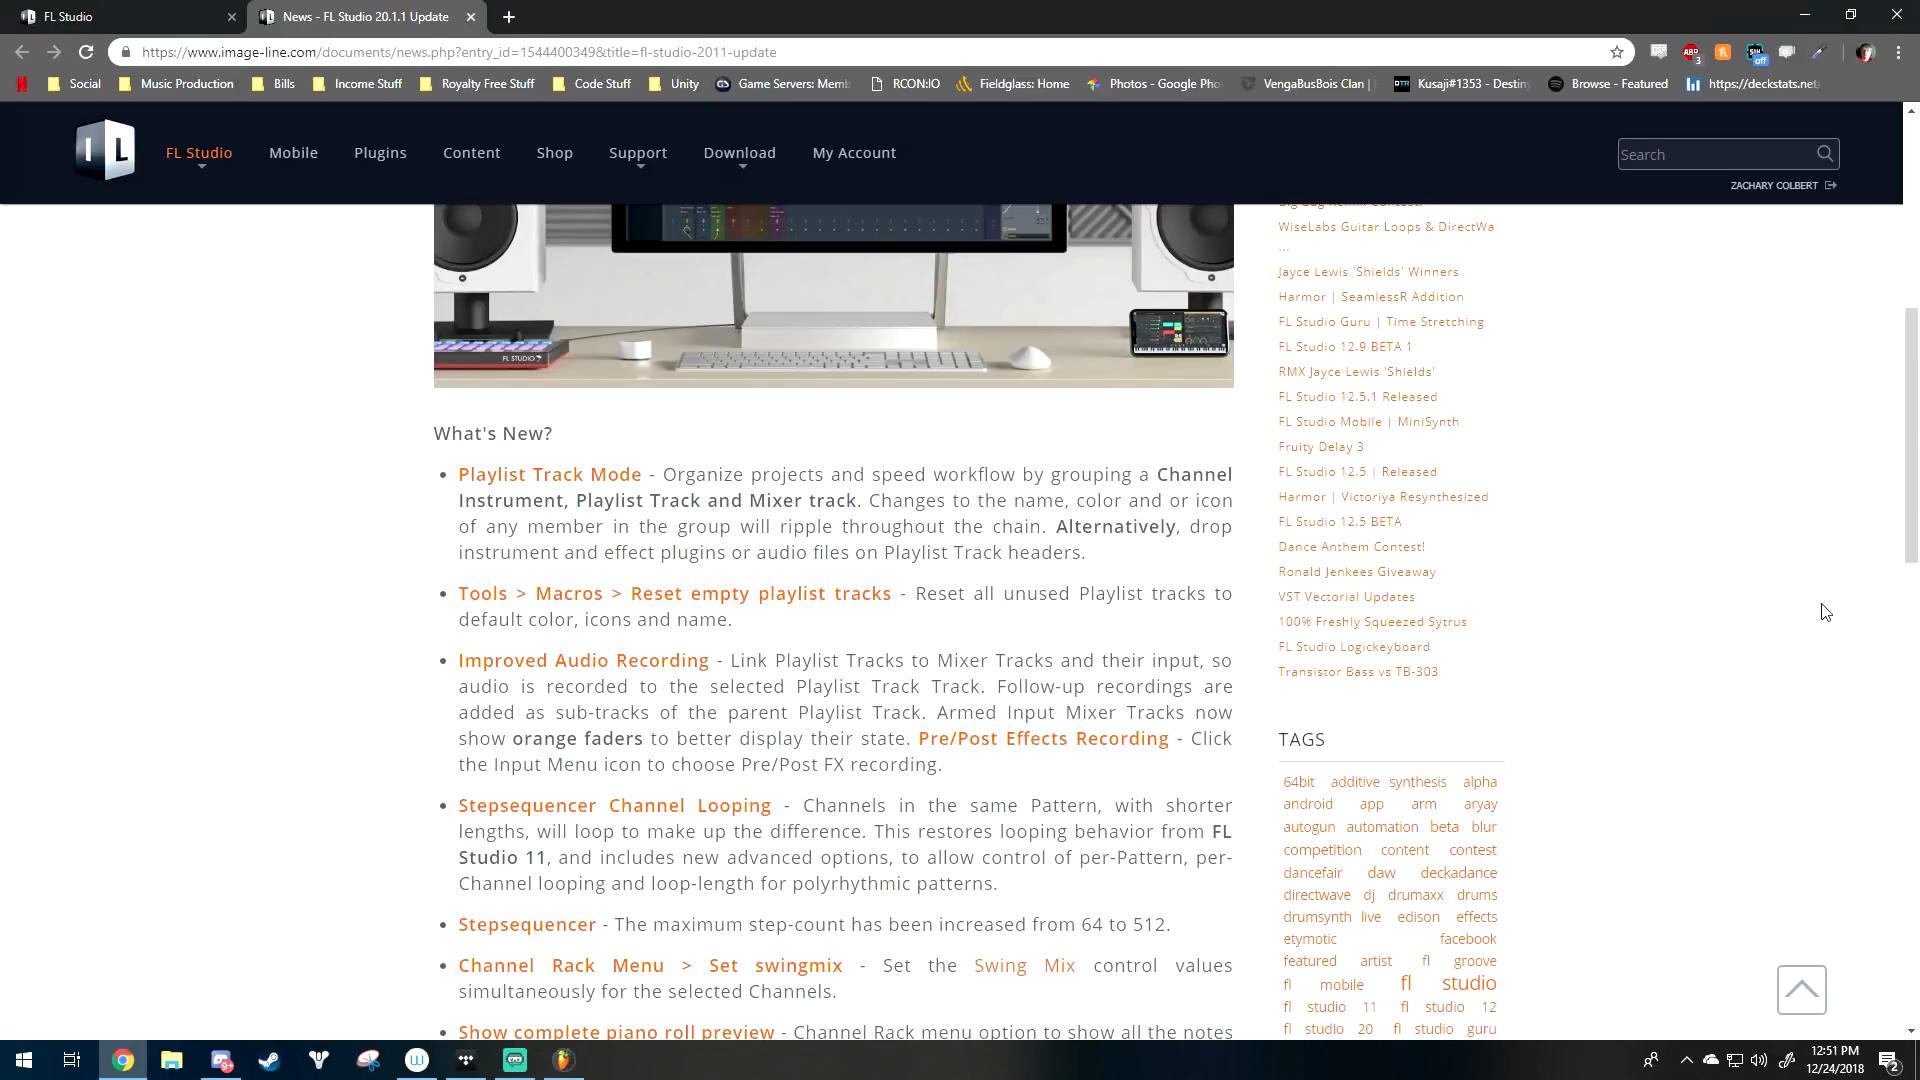 FL Studio
News - FL Studio 20.1.1 Update
https://www.image-line.com/documents/news.php?entry_id=1544400349&title=fl-studio-2011-update
ABP
3
off
Social
Music Production
Bills
Income Stuff
Royalty Free Stuff
Code Stuff
Unity
Game Servers: Memb
RCON:IO
Fieldglass: Home
Photos - Google Pho
VengaBusBois Clan |
DTR
Kusaji#1353 - Destiny
Browse - Featured
https://deckstats.net/
IL
FL Studio
Mobile
Plugins
Content
Shop
Support
Download
My Account
Search
ZACHARY COLBERT
FL STUDIO
What's New?
• Playlist Track Mode - Organize projects and speed workflow by grouping a Channel
Instrument, Playlist Track and Mixer track. Changes to the name, color and or icon
of any member in the group will ripple throughout the chain. Alternatively, drop
instrument and effect plugins or audio files on Playlist Track headers.
• Tools > Macros > Reset empty playlist tracks - Reset all unused Playlist tracks to
default color, icons and name.
• Improved Audio Recording - Link Playlist Tracks to Mixer Tracks and their input, so
audio is recorded to the selected Playlist Track Track. Follow-up recordings are
added as sub-tracks of the parent Playlist Track. Armed Input Mixer Tracks now
show orange faders to better display their state. Pre/Post Effects Recording - Click
the Input Menu icon to choose Pre/Post FX recording.
• Stepsequencer Channel Looping - Channels in the same Pattern, with shorter
lengths, will loop to make up the difference. This restores looping behavior from FL
Studio 11, and includes new advanced options, to allow control of per-Pattern, per-
Channel looping and loop-length for polyrhythmic patterns.
• Stepsequencer - The maximum step-count has been increased from 64 to 512.
• Channel Rack Menu > Set swingmix - Set the Swing Mix control values
simultaneously for the selected Channels.
• Show complete piano roll preview - Channel Rack menu option to show all the notes
WiseLabs Guitar Loops & DirectWa
...
Jayce Lewis 'Shields' Winners
Harmor | SeamlessR Addition
FL Studio Guru | Time Stretching
FL Studio 12.9 BETA 1
RMX Jayce Lewis 'Shields'
FL Studio 12.5.1 Released
FL Studio Mobile | MiniSynth
Fruity Delay 3
FL Studio 12.5 | Released
Harmor | Victoriya Resynthesized
FL Studio 12.5 BETA
Dance Anthem Contest!
Ronald Jenkees Giveaway
VST Vectorial Updates
100% Freshly Squeezed Sytrus
FL Studio Logickeyboard
Transistor Bass vs TB-303
TAGS
64bit additive synthesis alpha
android app arm aryay
autogun automation beta blur
competition content contest
dancefair daw deckadance
directwave dj drumaxx drums
drumsynth live edison effects
etymotic facebook
featured artist fl groove
fl mobile fl studio
fl studio 11 fl studio 12
fl studio 20 fl studio guru
12:51 PM
12/24/2018
2